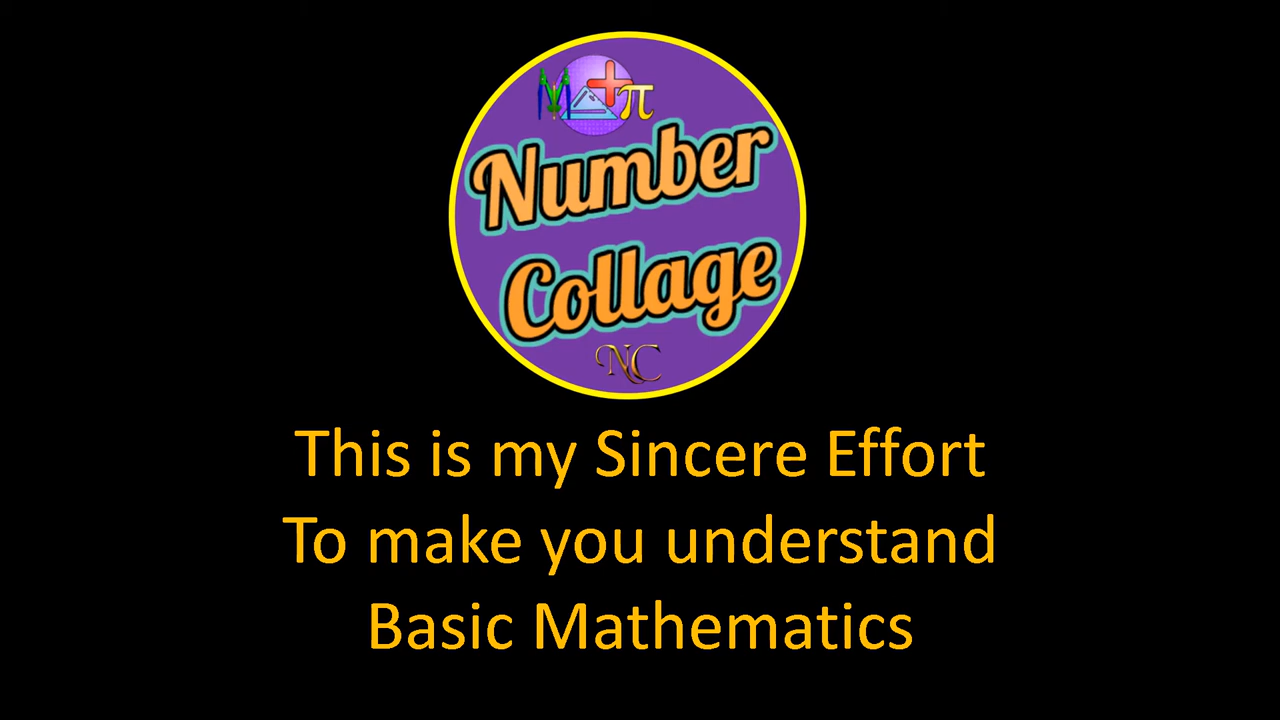 M+π
Number
Collage
NC
This is my Sincere Effort
To make you understand
Basic Mathematics